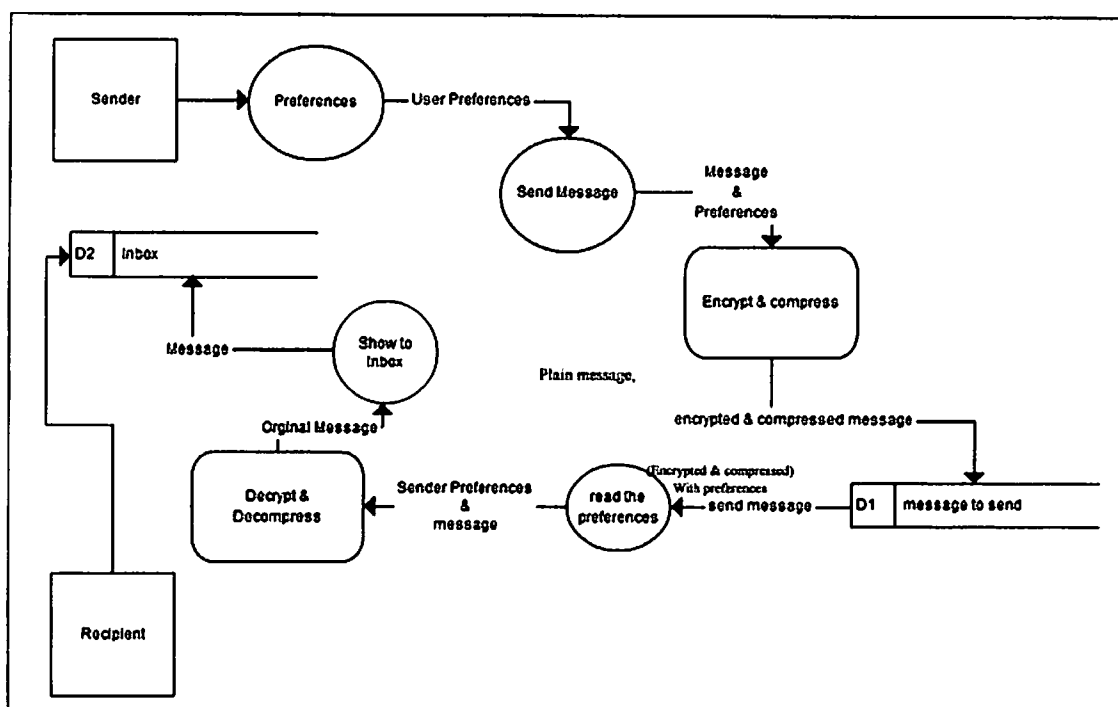 Sender
Preferences
User Preferences
Send Message
Message
&
Preferences
D2
Inbox
Encrypt & compress
Show to
Inbox
Message
Plain message,
Orginal Message
encrypted & compressed message
Decrypt &
Decompress
Sender Preferences
&
message
read the
preferences
(Encrypted & compressed)
With preferences
send message
D1
message to send
Recipient